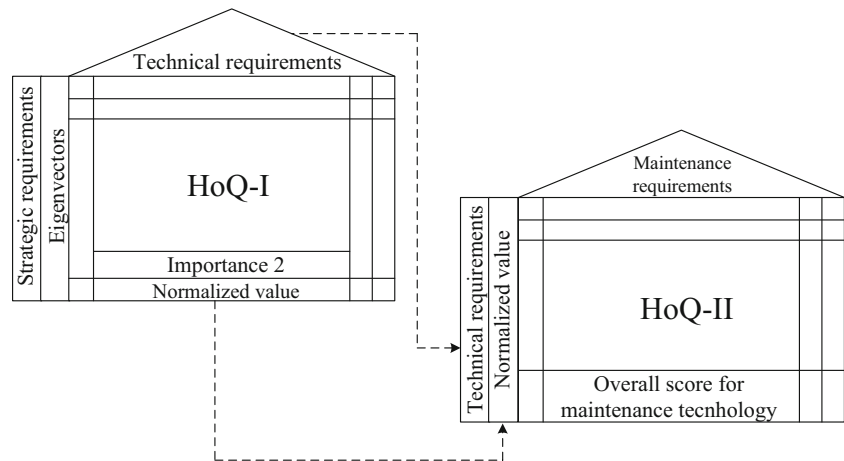 Technical requirements
Strategic requirements
Eigenvectors
HoQ-I
Importance 2
Normalized value
Maintenance
requirements
Technical requirements
Normalized value
HoQ-II
Overall score for
maintenance tecnhology